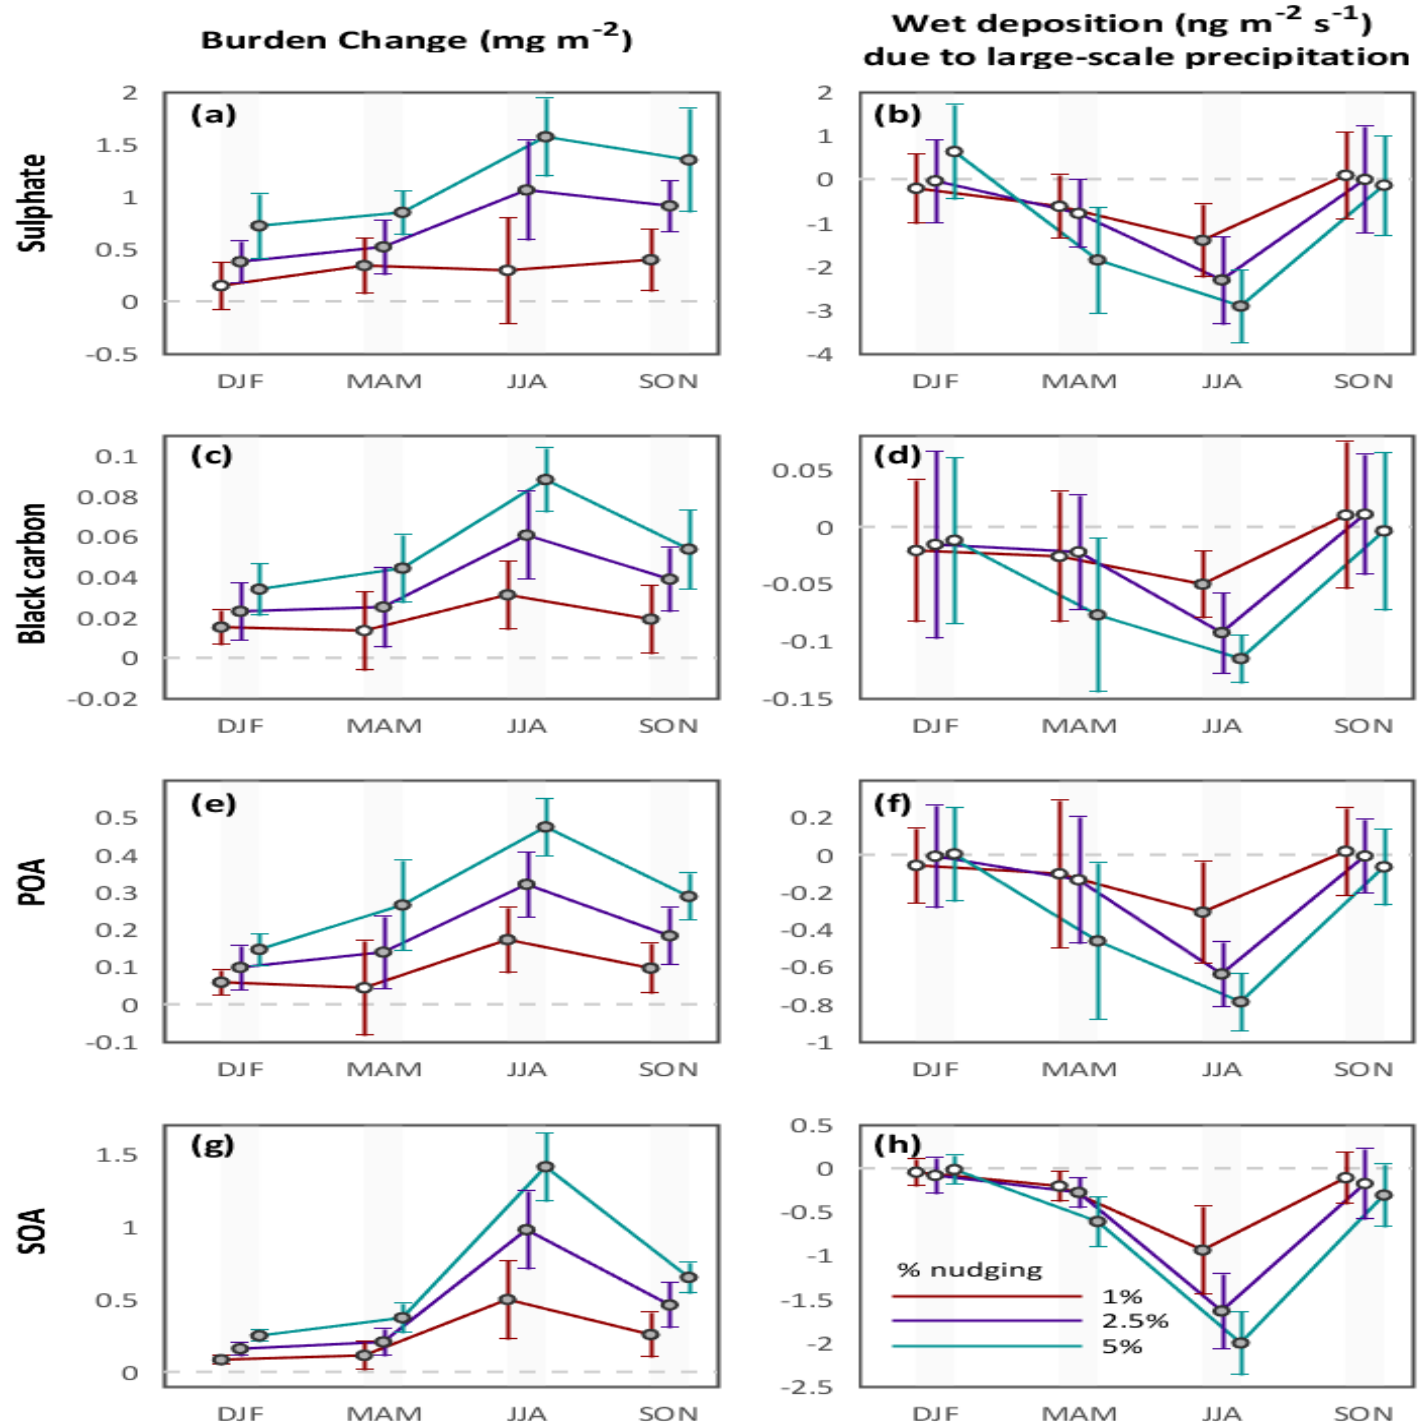 Burden Change (mg m-2)
Wet deposition (ng m-2 s-1)
due to large-scale precipitation
Sulphate
(a)
2
1.5
1
0.5
0
-0.5
DJF MAM JJA SON
(b)
2
1
0
-1
-2
-3
-4
DJF MAM JJA SON
Black carbon
(c)
0.1
0.08
0.06
0.04
0.02
0
-0.02
DJF MAM JJA SON
(d)
0.05
0
-0.05
-0.1
-0.15
DJF MAM JJA SON
POA
(e)
0.5
0.4
0.3
0.2
0.1
0
-0.1
DJF MAM JJA SON
(f)
0.2
0
-0.2
-0.4
-0.6
-0.8
-1
DJF MAM JJA SON
SOA
(g)
1.5
1
0.5
0
DJF MAM JJA SON
(h)
0.5
0
-0.5
-1
-1.5
-2
-2.5
% nudging
1%
2.5%
5%
DJF MAM JJA SON